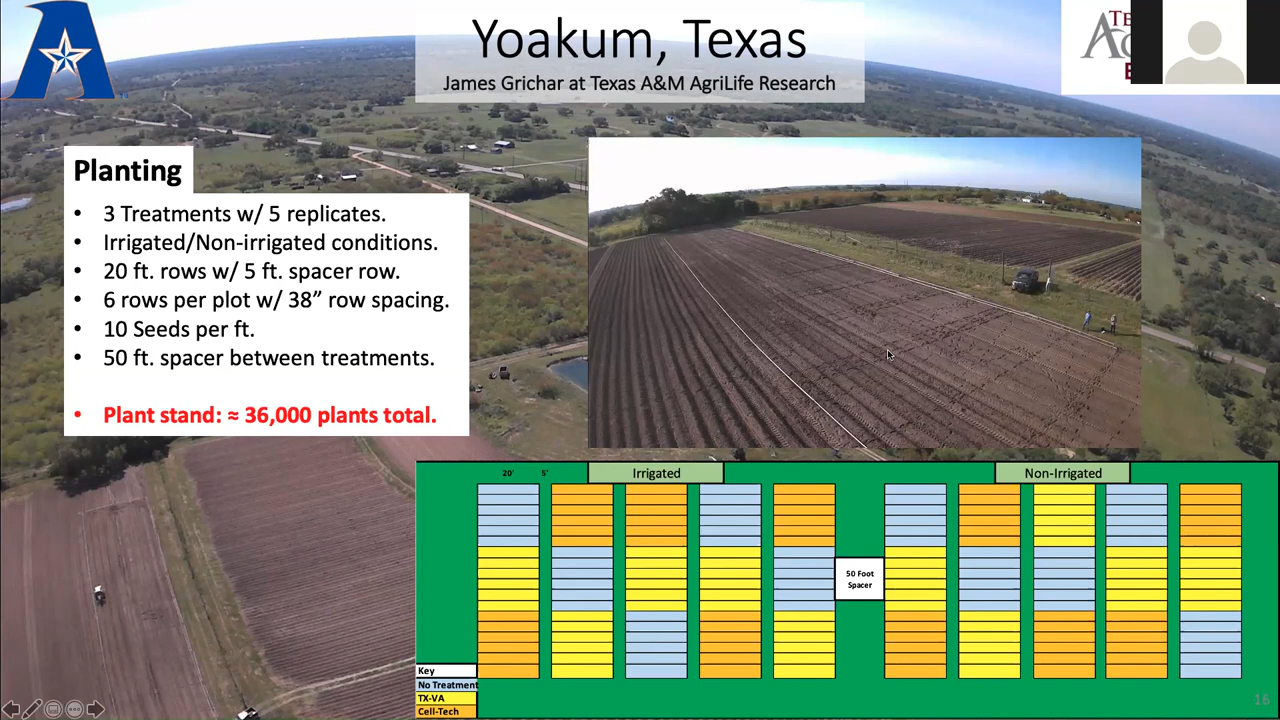 Yoakum, Texas
James Grichar at Texas A&M AgriLife Research
Planting
• 3 Treatments w/ 5 replicates.
• Irrigated/Non-irrigated conditions.
• 20 ft. rows w/ 5 ft. spacer row.
• 6 rows per plot w/ 38” row spacing.
• 10 Seeds per ft.
• 50 ft. spacer between treatments.
• Plant stand: ≈ 36,000 plants total.
20' 5' Irrigated Non-Irrigated
50 Foot
Spacer
Key
No Treatment
TX-VA
Cell-Tech
16